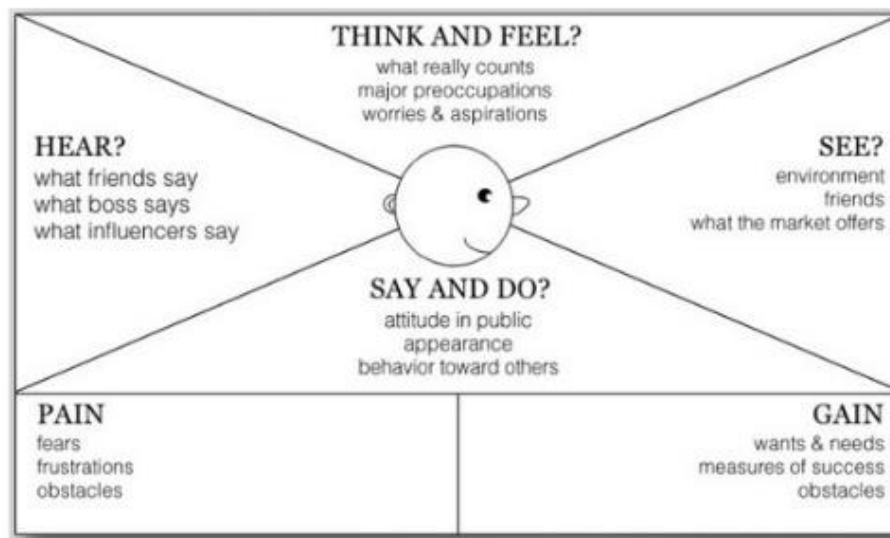 THINK AND FEEL?
what really counts
major preoccupations
worries & aspirations
HEAR?
what friends say
what boss says
what influencers say
SEE?
environment
friends
what the market offers
SAY AND DO?
attitude in public
appearance
behavior toward others
PAIN
fears
frustrations
obstacles
GAIN
wants & needs
measures of success
obstacles